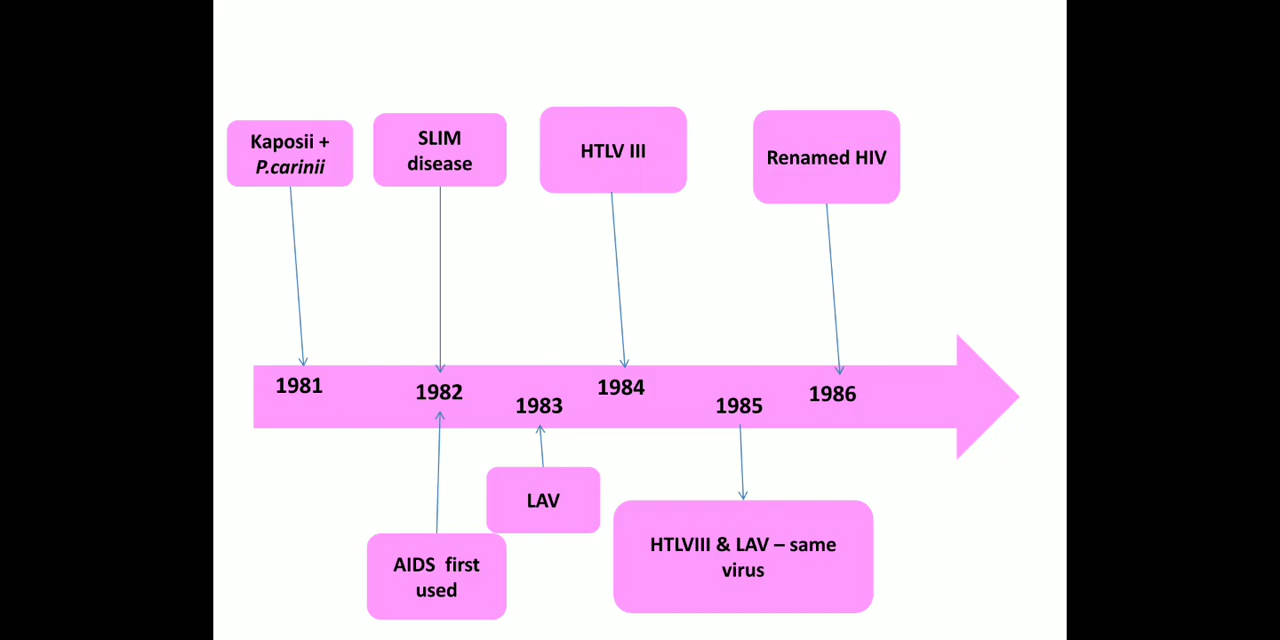 Kaposii +
P.carinii
SLIM
disease
HTLV III
Renamed HIV
1981
1982
1983
1984
1985
1986
LAV
AIDS  first
used
HTLVIII & LAV – same
virus